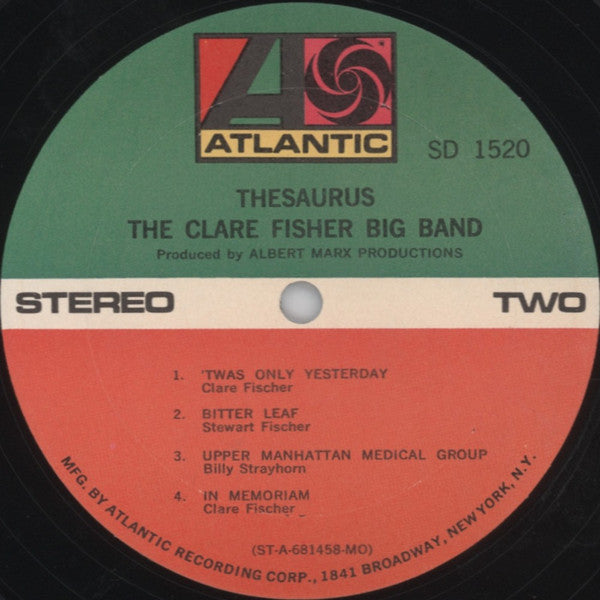 ATLANTIC
SD 1520
THESAURUS
THE CLARE FISHER BIG BAND
Produced by ALBERT MARX PRODUCTIONS
STEREO
TWO
1. 'TWAS ONLY YESTERDAY
Clare Fischer
2. BITTER LEAF
Stewart Fischer
3. UPPER MANHATTAN MEDICAL GROUP
Billy Strayhorn
4. IN MEMORIAM
Clare Fischer
(ST-A-681458-MO)
MFG. BY ATLANTIC RECORDING CORP., 1841 BROADWAY, NEW YORK, N.Y.